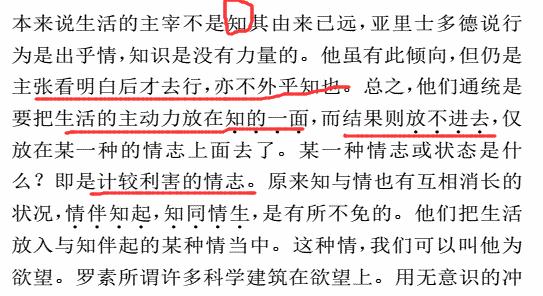 本来说生活的主宰不是知其由来已远，亚里士多德说行
为是出乎情，知识是没有力量的。他虽有此倾向，但仍是
主张看明白后才去行，亦不外乎知也。总之，他们通统是
要把生活的主动力放在知的一面，而结果则放不进去，仅
放在某一种的情志上面去了。某一种情志或状态是什
么？即是计较利害的情志。原来知与情也有互相消长的
状况，情伴知起，知同情生，是有所不免的。他们把生活
放入与知伴起的某种情当中。这种情，我们可以叫他为
欲望。罗素所谓许多科学建筑在欲望上。用无意识的冲